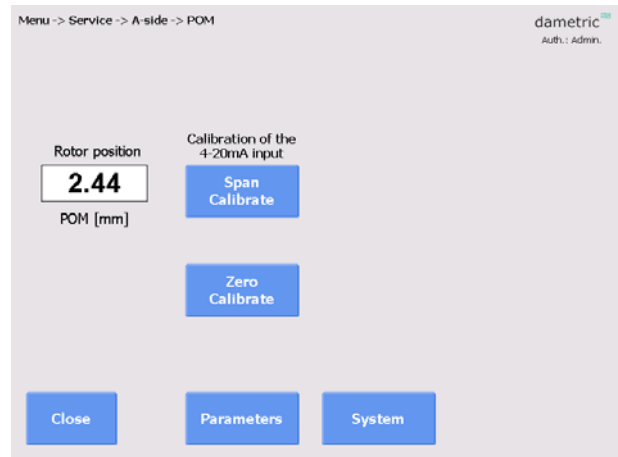 Menu -> Service -> A-side -> POM
dametric
Auth.: Admin.
Rotor position
2.44
POM [mm]
Calibration of the
4-20mA input
Span
Calibrate
Zero
Calibrate
Close
Parameters
System